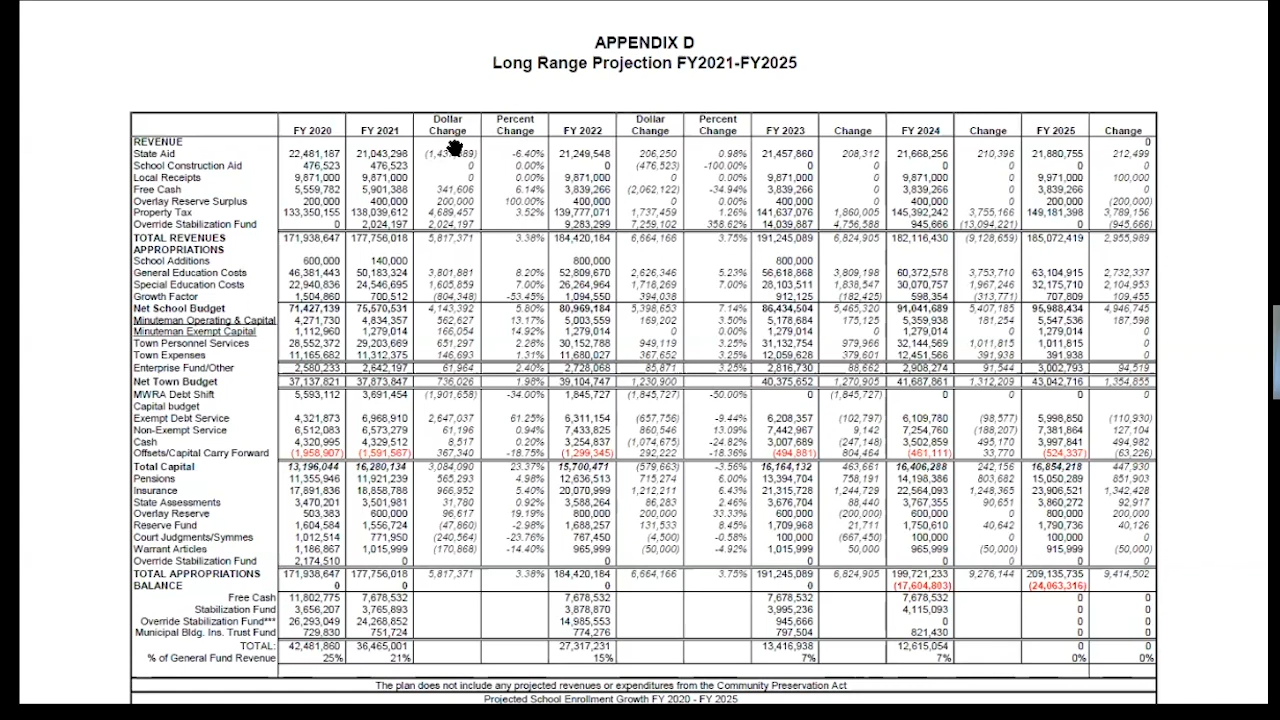 APPENDIX D
Long Range Projection FY2021-FY2025
FY 2020 FY 2021 Dollar Change Percent Change FY 2022 Dollar Change Percent Change FY 2023 Change FY 2024 Change FY 2025 Change
REVENUE 0
State Aid 22,481,187 21,043,298 -6.40% 21,249,548 206,250 0.98% 21,457,860 208,312 21,668,256 210,396 21,880,755 212,499
School Construction Aid 476,523 476,523 0 0.00% 0 (476,523) -100.00% 0 0 0 0 0 0
Local Receipts 9,871,000 9,871,000 0 0.00% 9,871,000 0 0.00% 9,871,000 0 9,871,000 0 9,971,000 100,000
Free Cash 5,559,782 5,901,388 341,606 6.14% 3,839,266 (2,062,122) -34.94% 3,839,266 0 3,839,266 0 3,839,266 0
Overlay Reserve Surplus 200,000 400,000 200,000 100.00% 400,000 0 0.00% 400,000 0 400,000 0 200,000 (200,000)
Property Tax 133,350,155 138,039,612 4,689,457 3.52% 139,777,071 1,737,459 1.26% 141,637,076 1,860,005 145,392,242 3,755,166 149,181,398 3,789,156
Override Stabilization Fund 0 2,024,197 2,024,197 9,283,299 7,259,102 358.62% 14,039,887 4,756,588 945,666 (13,094,221) 0 (945,666)
TOTAL REVENUES 171,938,647 177,756,018 5,817,371 3.38% 184,420,184 6,664,166 3.75% 191,245,089 6,824,905 182,116,430 (9,128,659) 185,072,419 2,955,989
APPROPRIATIONS
School Additions 600,000 140,000 800,000 800,000
General Education Costs 46,381,443 50,183,324 3,801,881 8.20% 52,809,670 2,626,346 5.23% 56,618,868 3,809,198 60,372,578 3,753,710 63,104,915 2,732,337
Special Education Costs 22,940,836 24,546,695 1,605,859 7.00% 26,264,964 1,718,269 7.00% 28,103,511 1,838,547 30,070,757 1,967,246 32,175,710 2,104,953
Growth Factor 1,504,860 700,512 (804,348) -53.45% 1,094,550 394,038 912,125 (182,425) 598,354 (313,771) 707,809 109,455
Net School Budget 71,427,139 75,570,531 4,143,392 5.80% 80,969,184 5,398,653 7.14% 86,434,504 5,465,320 91,041,689 5,407,185 95,988,434 4,946,745
Minuteman Operating & Capital 4,271,730 4,834,357 562,627 13.17% 5,003,559 169,202 3.50% 5,178,684 175,125 5,359,938 181,254 5,547,536 187,598
Minuteman Exempt Capital 1,112,960 1,279,014 166,054 14.92% 1,279,014 0 0.00% 1,279,014 0 1,279,014 0 1,279,014 0
Town Personnel Services 28,552,372 29,203,669 651,297 2.28% 30,152,788 949,119 3.25% 31,132,754 979,966 32,144,569 1,011,815 1,011,815
Town Expenses 11,165,682 11,312,375 146,693 1.31% 11,680,027 367,652 3.25% 12,059,628 379,601 12,451,566 391,938 391,938
Enterprise Fund/Other 2,580,233 2,642,197 61,964 2.40% 2,728,068 85,871 3.25% 2,816,730 88,662 2,908,274 91,544 3,002,793 94,519
Net Town Budget 37,137,821 37,873,847 736,026 1.98% 39,104,747 1,230,900 40,375,652 1,270,905 41,687,861 1,312,209 43,042,716 1,354,855
MWRA Debt Shift 5,593,112 3,691,454 (1,901,658) -34.00% 1,845,727 (1,845,727) -50.00% 0 (1,845,727) 0 0 0 0
Capital budget
Exempt Debt Service 4,321,873 6,968,910 2,647,037 61.25% 6,311,154 (657,756) -9.44% 6,208,357 (102,797) 6,109,780 (98,577) 5,998,850 (110,930)
Non-Exempt Service 6,512,083 6,573,279 61,196 0.94% 7,433,825 860,546 13.09% 7,442,967 9,142 7,254,760 (188,207) 7,381,864 127,104
Cash 4,320,995 4,329,512 8,517 0.20% 3,254,837 (1,074,675) -24.82% 3,007,689 (247,148) 3,502,859 495,170 3,997,841 494,982
Offsets/Capital Carry Forward (1,958,907) (1,591,567) 367,340 -18.75% (1,299,345) 292,222 -18.36% (494,881) 804,464 (461,111) 33,770 (524,337) (63,226)
Total Capital 13,196,044 16,280,134 3,084,090 23.37% 15,700,471 (579,663) -3.56% 16,164,132 463,661 16,406,288 242,156 16,854,218 447,930
Pensions 11,355,946 11,921,239 565,293 4.98% 12,636,513 715,274 6.00% 13,394,704 758,191 14,198,386 803,682 15,050,289 851,903
Insurance 17,891,836 18,858,788 966,952 5.40% 20,070,999 1,212,211 6.43% 21,315,728 1,244,729 22,564,093 1,248,365 23,906,521 1,342,428
State Assessments 3,470,201 3,501,981 31,780 0.92% 3,588,264 86,283 2.46% 3,676,704 88,440 3,767,355 90,651 3,860,272 92,917
Overlay Reserve 503,383 600,000 96,617 19.19% 800,000 200,000 33.33% 600,000 (200,000) 600,000 0 800,000 200,000
Reserve Fund 1,604,584 1,556,724 (47,860) -2.98% 1,688,257 131,533 8.45% 1,709,968 21,711 1,750,610 40,642 1,790,736 40,126
Court Judgments/Symmes 1,012,514 771,950 (240,564) -23.76% 767,450 (4,500) -0.58% 100,000 (667,450) 100,000 0 100,000 0
Warrant Articles 1,186,867 1,015,999 (170,868) -14.40% 965,999 (50,000) -4.92% 1,015,999 50,000 965,999 (50,000) 915,999 (50,000)
Override Stabilization Fund 2,174,510 0 0 0 0 0 0 0
TOTAL APPROPRIATIONS 171,938,647 177,756,018 5,817,371 3.38% 184,420,184 6,664,166 3.75% 191,245,089 6,824,905 199,721,233 9,276,144 209,135,735 9,414,502
BALANCE 0 0 0 0 (17,604,803) (24,063,316)
Free Cash 11,802,775 7,678,532 7,678,532 7,678,532 7,678,532 0 0
Stabilization Fund 3,656,207 3,765,893 3,878,870 3,995,236 4,115,093 0 0
Override Stabilization Fund*** 26,293,049 24,268,852 14,985,553 945,666 0 0 0
Municipal Bldg. Ins. Trust Fund 729,830 751,724 774,276 797,504 821,430 0 0
TOTAL: 42,481,860 36,465,001 27,317,231 13,416,938 12,615,054 0 0
% of General Fund Revenue 25% 21% 15% 7% 7% 0% 0%
The plan does not include any projected revenues or expenditures from the Community Preservation Act
Projected School Enrollment Growth FY 2020 - FY 2025